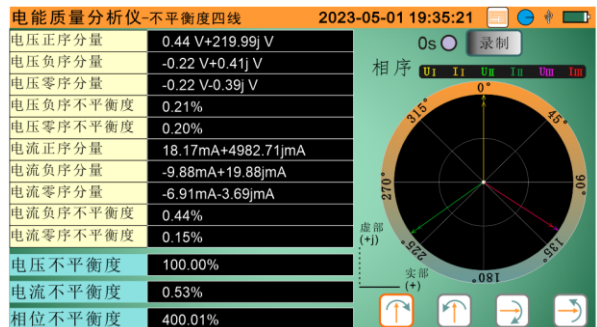 电能质量分析仪-不平衡度四线 2023-05-01 19:35:21
电压正序分量 0.44 V+219.99j V
电压负序分量 -0.22 V+0.41j V
电压零序分量 -0.22 V-0.39j V
电压负序不平衡度 0.21%
电压零序不平衡度 0.20%
电流正序分量 18.17mA+4982.71jmA
电流负序分量 -9.88mA+19.88jmA
电流零序分量 -6.91mA-3.69jmA
电流负序不平衡度 0.44%
电流零序不平衡度 0.15%
电压不平衡度 100.00%
电流不平衡度 0.53%
相位不平衡度 400.01%
0s 录制
相序 UI II UII III UIII IIII
0°
45°
90°
135°
180°
225°
270°
315°
虚部
(+j)
实部
(+)